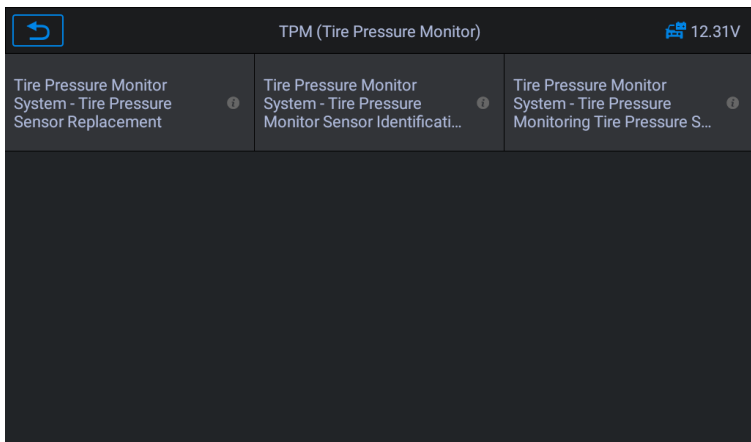 TPM (Tire Pressure Monitor)
12.31V
Tire Pressure Monitor
System - Tire Pressure
Sensor Replacement
Tire Pressure Monitor
System - Tire Pressure
Monitor Sensor Identificati...
Tire Pressure Monitor
System - Tire Pressure
Monitoring Tire Pressure S...